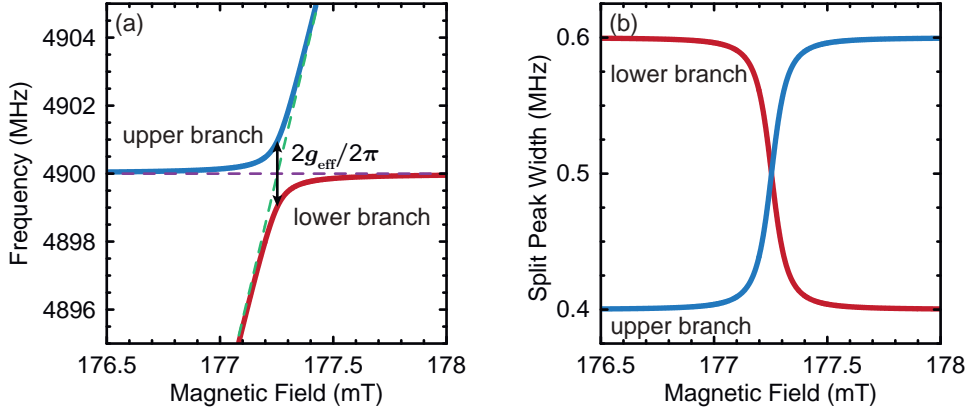 (a)
4904
4902
4900
4898
4896
Frequency (MHz)
upper branch
2g_eff/2π
lower branch
176.5 177 177.5 178
Magnetic Field (mT)
(b)
0.6
0.5
0.4
Split Peak Width (MHz)
lower branch
upper branch
176.5 177 177.5 178
Magnetic Field (mT)